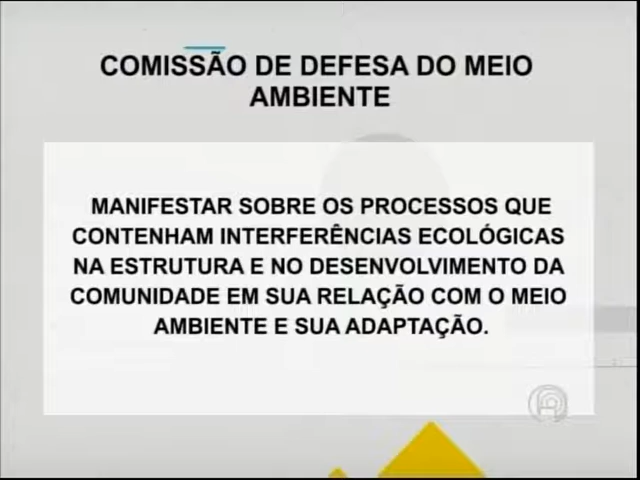 COMISSÃO DE DEFESA DO MEIO
AMBIENTE
MANIFESTAR SOBRE OS PROCESSOS QUE
CONTENHAM INTERFERÊNCIAS ECOLÓGICAS
NA ESTRUTURA E NO DESENVOLVIMENTO DA
COMUNIDADE EM SUA RELAÇÃO COM O MEIO
AMBIENTE E SUA ADAPTAÇÃO.